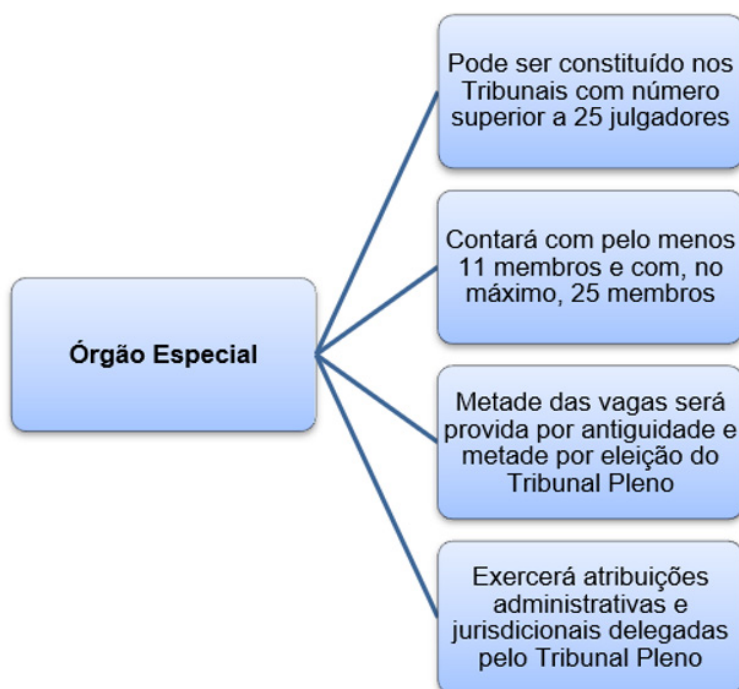 Pode ser constituído nos
Tribunais com número
superior a 25 julgadores
Contará com pelo menos
11 membros e com, no
máximo, 25 membros
Órgão Especial
Metade das vagas será
provida por antiguidade e
metade por eleição do
Tribunal Pleno
Exercerá atribuições
administrativas e
jurisdicionais delegadas
pelo Tribunal Pleno